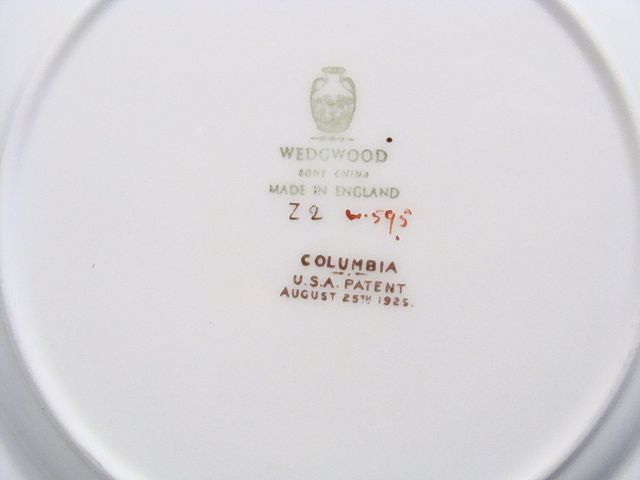 WEDGWOOD
BONE CHINA
MADE IN ENGLAND
Z2 W.595
COLUMBIA
U.S.A. PATENT
AUGUST 25TH 1925.